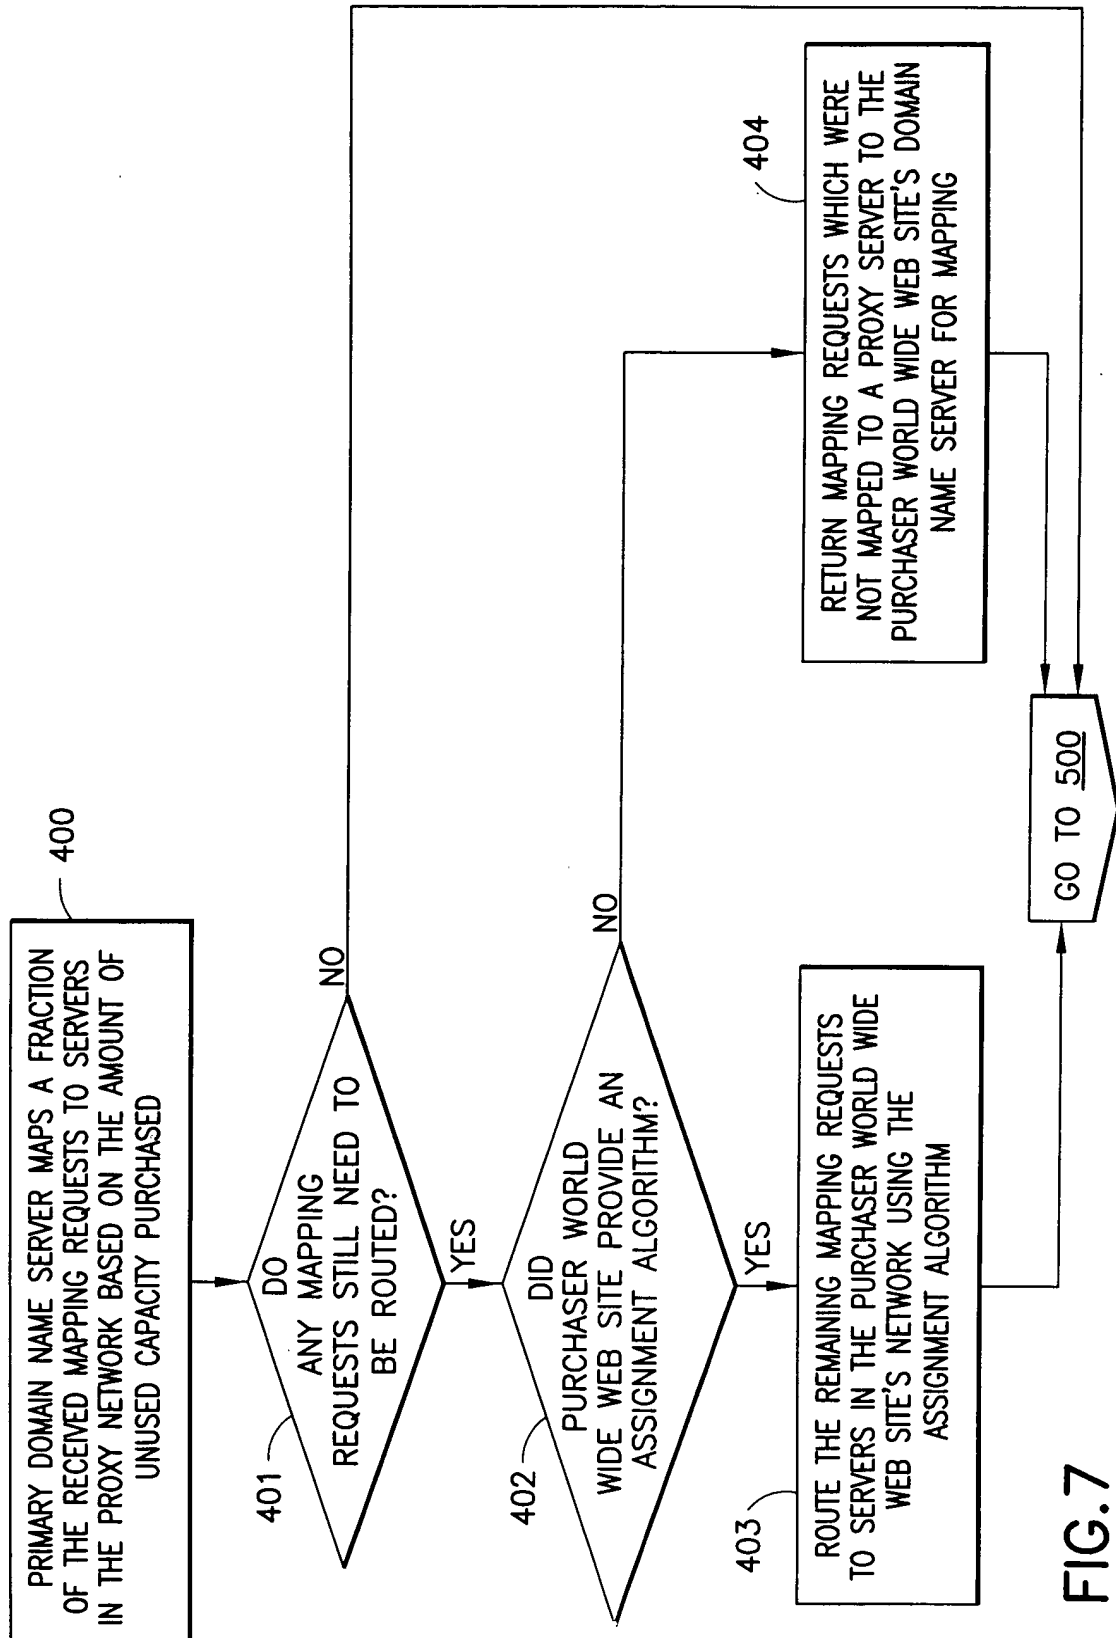 PRIMARY DOMAIN NAME SERVER MAPS A FRACTION
OF THE RECEIVED MAPPING REQUESTS TO SERVERS
IN THE PROXY NETWORK BASED ON THE AMOUNT OF
UNUSED CAPACITY PURCHASED
400
DO
ANY MAPPING
REQUESTS STILL NEED TO
BE ROUTED?
401
NO
YES
DID
PURCHASER WORLD
WIDE WEB SITE PROVIDE AN
ASSIGNMENT ALGORITHM?
402
NO
YES
ROUTE THE REMAINING MAPPING REQUESTS
TO SERVERS IN THE PURCHASER WORLD WIDE
WEB SITE'S NETWORK USING THE
ASSIGNMENT ALGORITHM
403
RETURN MAPPING REQUESTS WHICH WERE
NOT MAPPED TO A PROXY SERVER TO THE
PURCHASER WORLD WIDE WEB SITE'S DOMAIN
NAME SERVER FOR MAPPING
404
GO TO 500
FIG.7